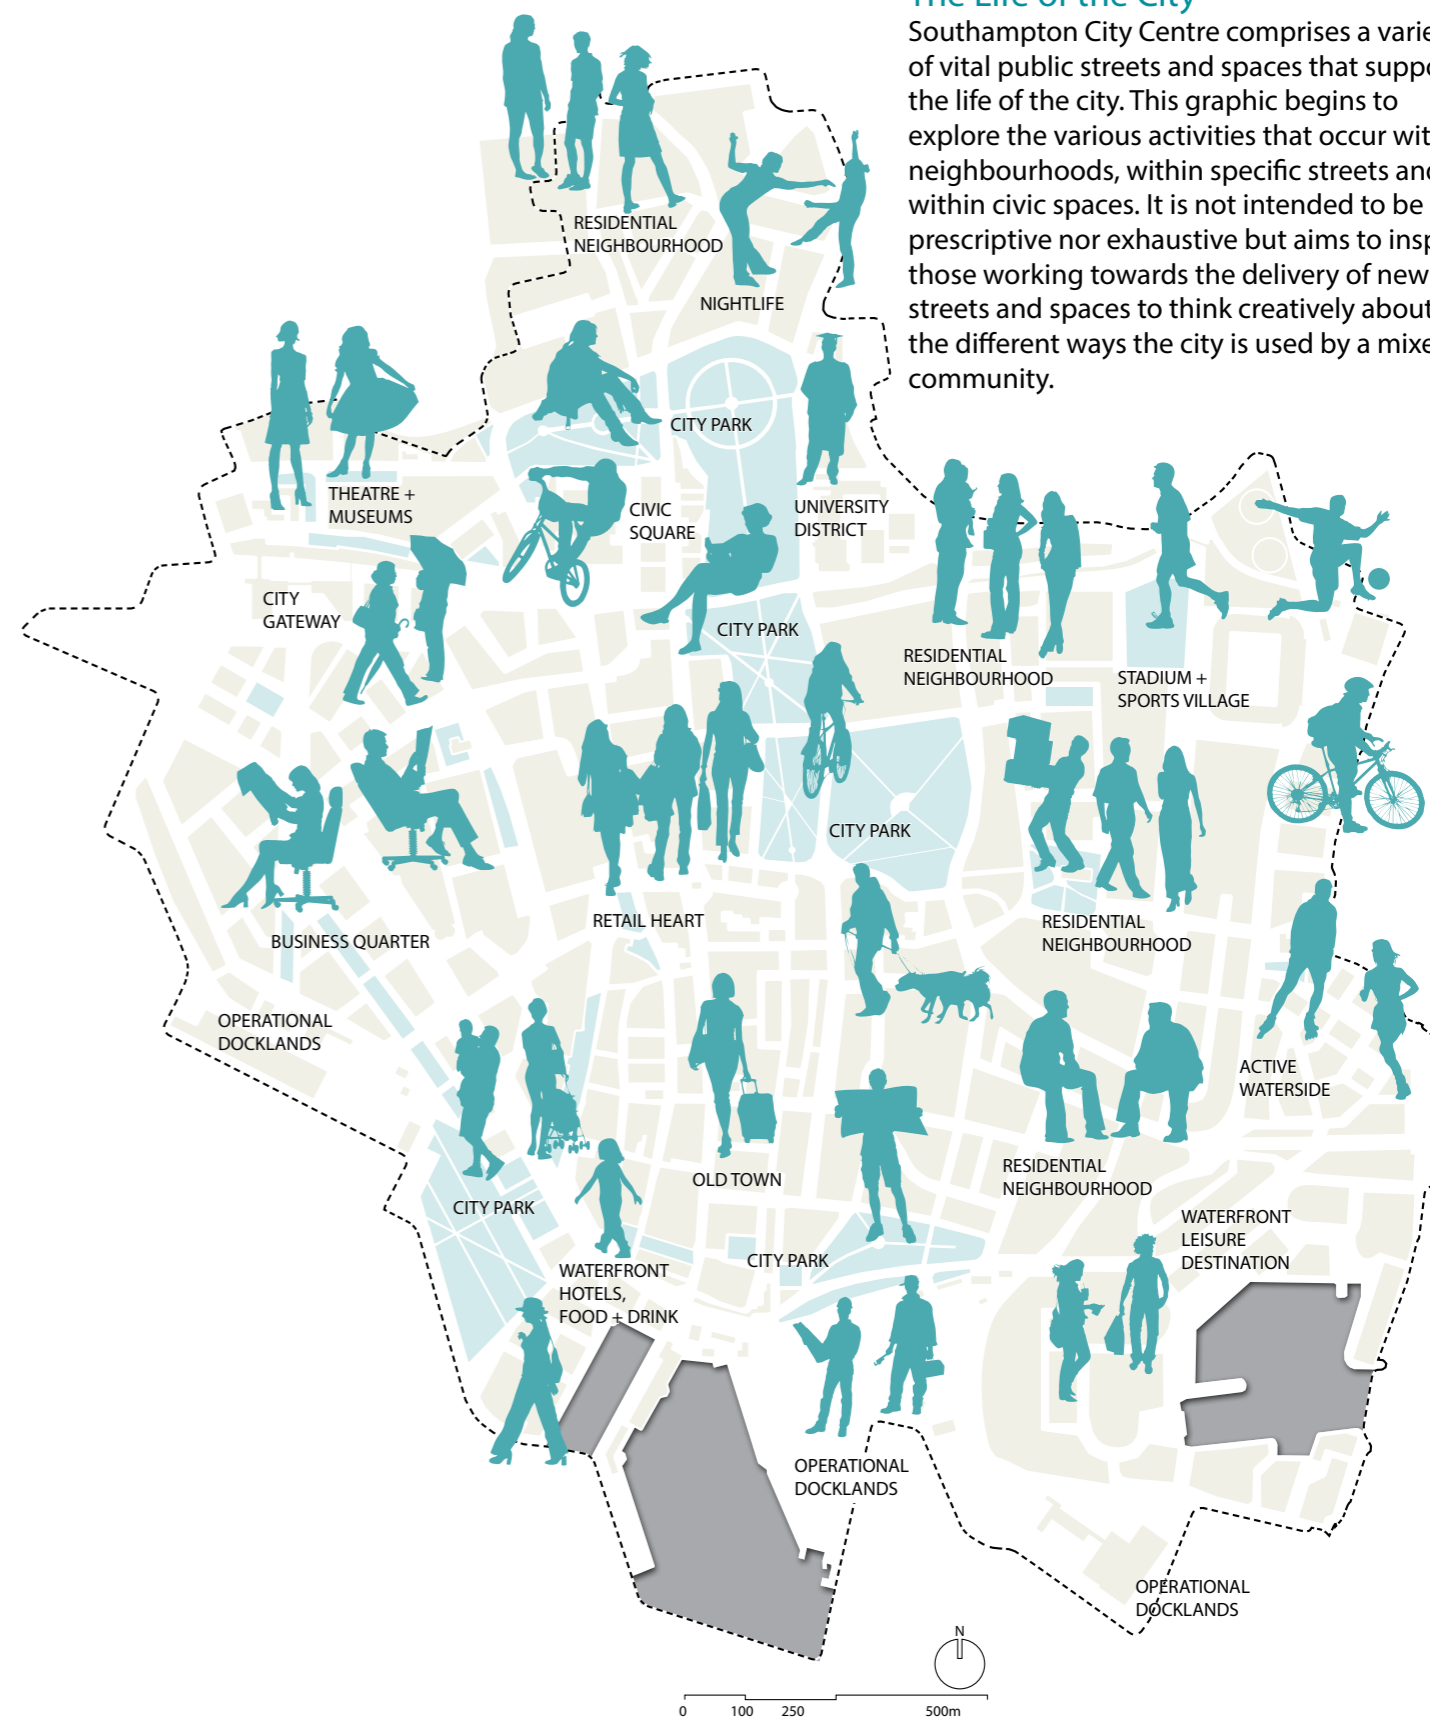 The Life of the City
Southampton City Centre comprises a varie
of vital public streets and spaces that suppo
the life of the city. This graphic begins to
explore the various activities that occur wit
neighbourhoods, within specific streets and
within civic spaces. It is not intended to be
prescriptive nor exhaustive but aims to insp
those working towards the delivery of new
streets and spaces to think creatively about
the different ways the city is used by a mixe
community.
RESIDENTIAL
NEIGHBOURHOOD
NIGHTLIFE
CITY PARK
THEATRE +
MUSEUMS
CIVIC
SQUARE
UNIVERSITY
DISTRICT
CITY
GATEWAY
CITY PARK
RESIDENTIAL
NEIGHBOURHOOD
STADIUM +
SPORTS VILLAGE
CITY PARK
BUSINESS QUARTER
RETAIL HEART
RESIDENTIAL
NEIGHBOURHOOD
OPERATIONAL
DOCKLANDS
ACTIVE
WATERSIDE
OLD TOWN
RESIDENTIAL
NEIGHBOURHOOD
CITY PARK
WATERFRONT
LEISURE
DESTINATION
CITY PARK
WATERFRONT
HOTELS,
FOOD + DRINK
OPERATIONAL
DOCKLANDS
OPERATIONAL
DOCKLANDS
N
0 100 250 500m